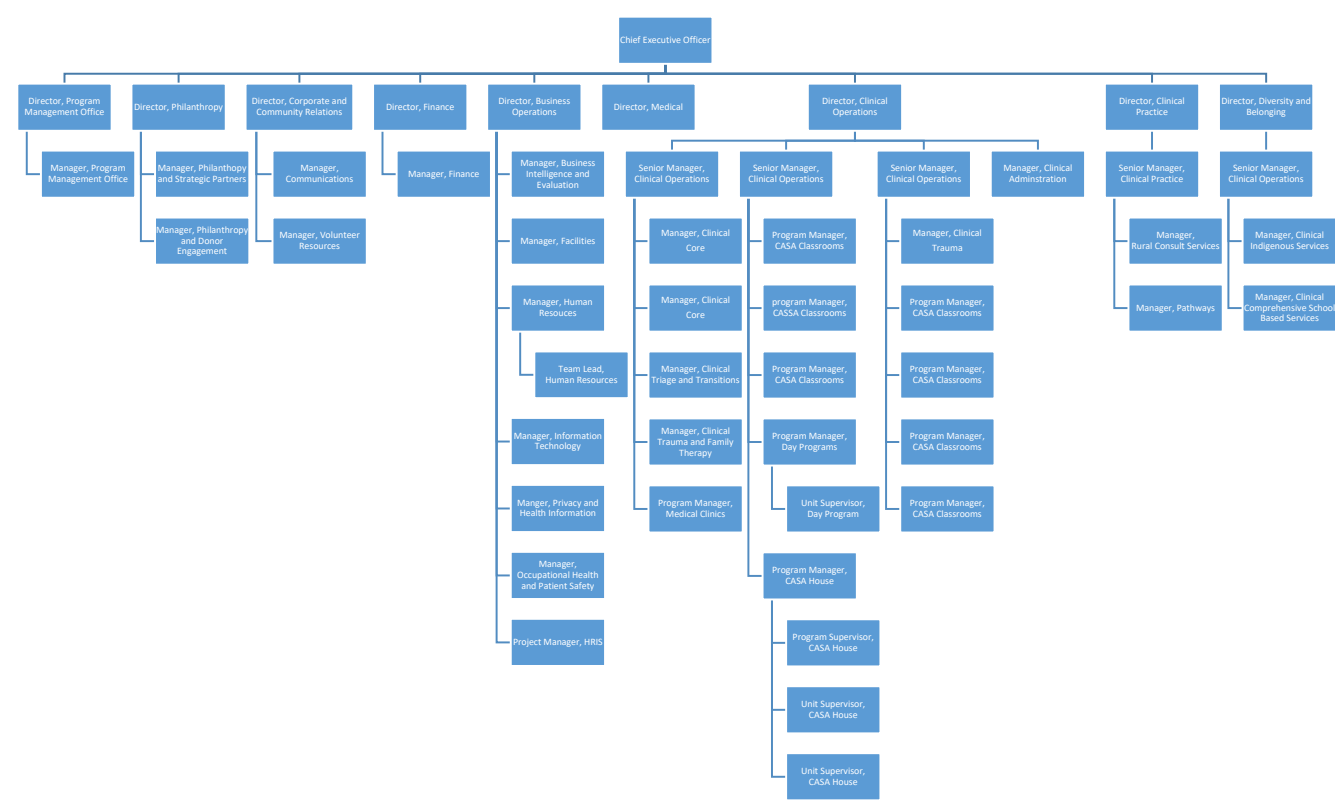 Chief Executive Officer
Director, Program
Management Office
Director, Philanthropy
Director, Corporate and
Community Relations
Director, Finance
Director, Business
Operations
Director, Medical
Director, Clinical
Operations
Director, Clinical
Practice
Director, Diversity and
Belonging
Manager, Program
Management Office
Manager, Philanthopy
and Strategic Partners
Manager, Philanthropy
and Donor
Engagement
Manager,
Communications
Manager, Volunteer
Resources
Manager, Finance
Manager, Business
Intelligence and
Evaluation
Manager, Facilities
Manager, Human
Resouces
Team Lead,
Human Resources
Manager, Information
Technology
Manger, Privacy and
Health Information
Manager,
Occupational Health
and Patient Safety
Project Manager, HRIS
Senior Manager,
Clinical Operations
Manager, Clinical
Core
Manager, Clinical
Core
Manager, Clinical
Triage and Transitions
Manager, Clinical
Trauma and Family
Therapy
Program Manager,
Medical Clinics
Senior Manager,
Clinical Operations
Program Manager,
CASA Classrooms
program Manager,
CASSA Classrooms
Program Manager,
CASA Classrooms
Program Manager,
Day Programs
Unit Supervisor,
Day Program
Program Manager,
CASA House
Program Supervisor,
CASA House
Unit Supervisor,
CASA House
Unit Supervisor,
CASA House
Senior Manager,
Clinical Operations
Manager, Clinical
Trauma
Program Manager,
CASA Classrooms
Program Manager,
CASA Classrooms
Program Manager,
CASA Classrooms
Program Manager,
CASA Classrooms
Manager, Clinical
Adminstration
Senior Manager,
Clinical Practice
Manager,
Rural Consult Services
Manager, Pathways
Senior Manager,
Clinical Operations
Manager, Clinical
Indigenous Services
Manager, Clinical
Comprehensive School
Based Services